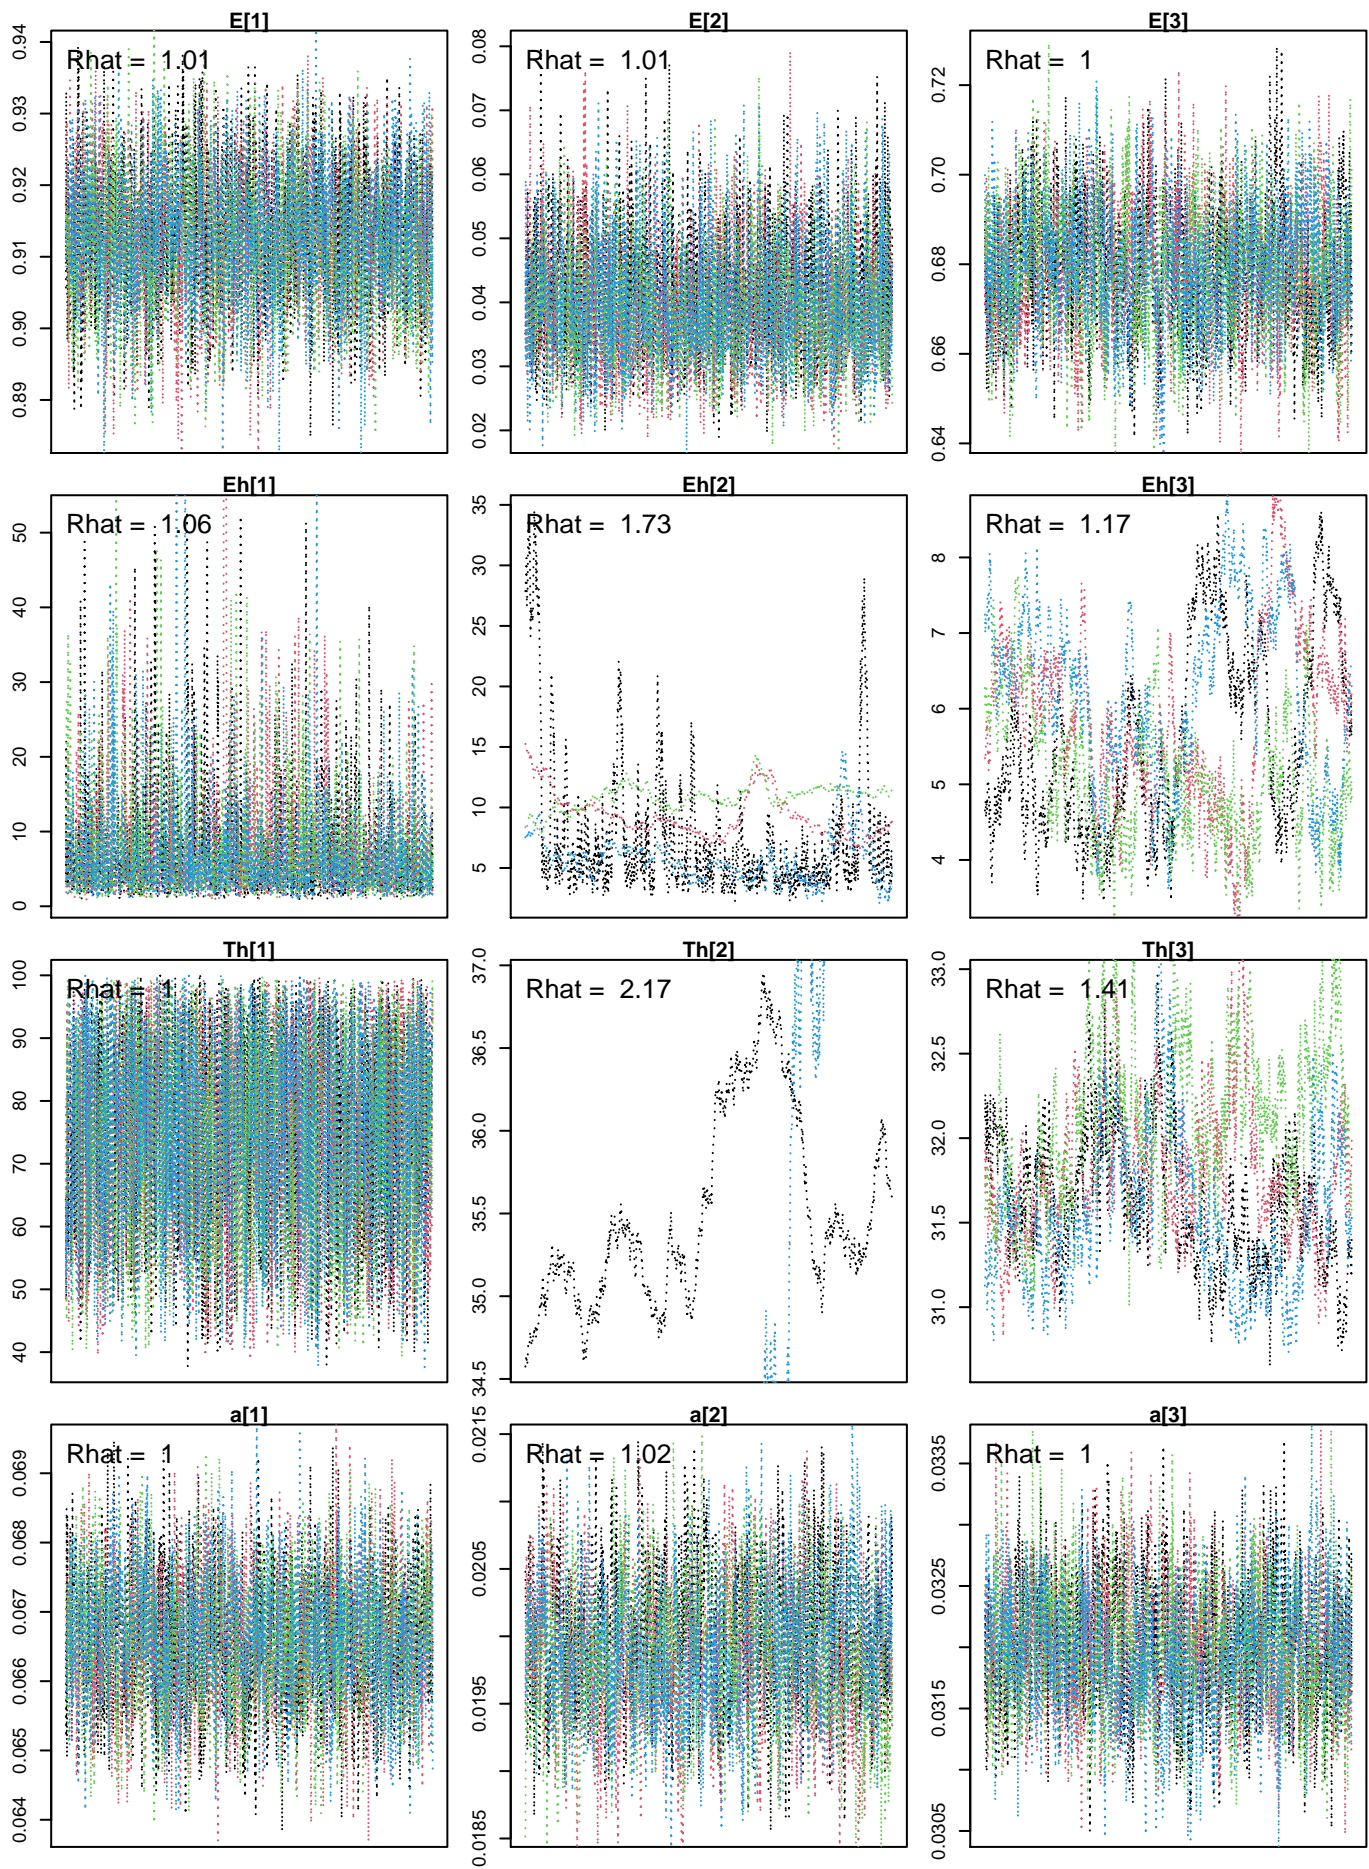 E[1]
Rhat = 1.01
0.94
0.93
0.92
0.91
0.90
0.89
E[2]
Rhat = 1.01
0.08
0.07
0.06
0.05
0.04
0.03
0.02
E[3]
Rhat = 1
0.72
0.70
0.68
0.66
0.64
Eh[1]
Rhat = 1.06
50
40
30
20
10
0
Eh[2]
Rhat = 1.73
35
30
25
20
15
10
5
Eh[3]
Rhat = 1.17
8
7
6
5
4
Th[1]
Rhat = 1
100
90
80
70
60
50
40
Th[2]
Rhat = 2.17
37.0
36.5
36.0
35.5
35.0
34.5
Th[3]
Rhat = 1.41
33.0
32.5
32.0
31.5
31.0
a[1]
Rhat = 1
0.069
0.068
0.067
0.066
0.065
0.064
a[2]
Rhat = 1.02
0.0215
0.0205
0.0195
0.0185
a[3]
Rhat = 1
0.0335
0.0325
0.0315
0.0305